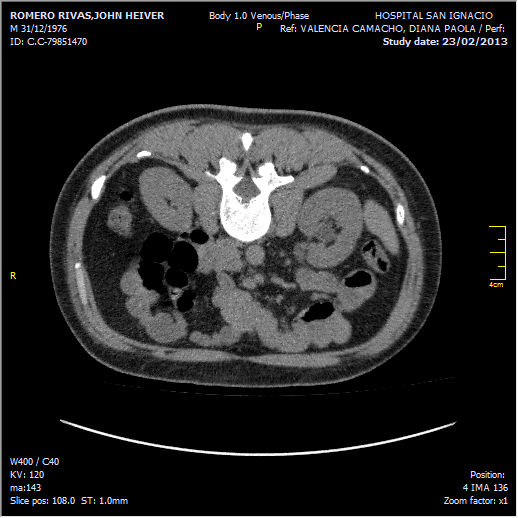 ROMERO RIVAS,JOHN HEIVER
M 31/12/1976
ID: C.C-79851470
Body 1.0 Venous/Phase
P
HOSPITAL SAN IGNACIO
Ref: VALENCIA CAMACHO, DIANA PAOLA / Perf:
Study date: 23/02/2013
R
4cm
W400 / C40
KV: 120
ma:143
Slice pos: 108.0 ST: 1.0mm
Position:
4 IMA 136
Zoom factor: x1